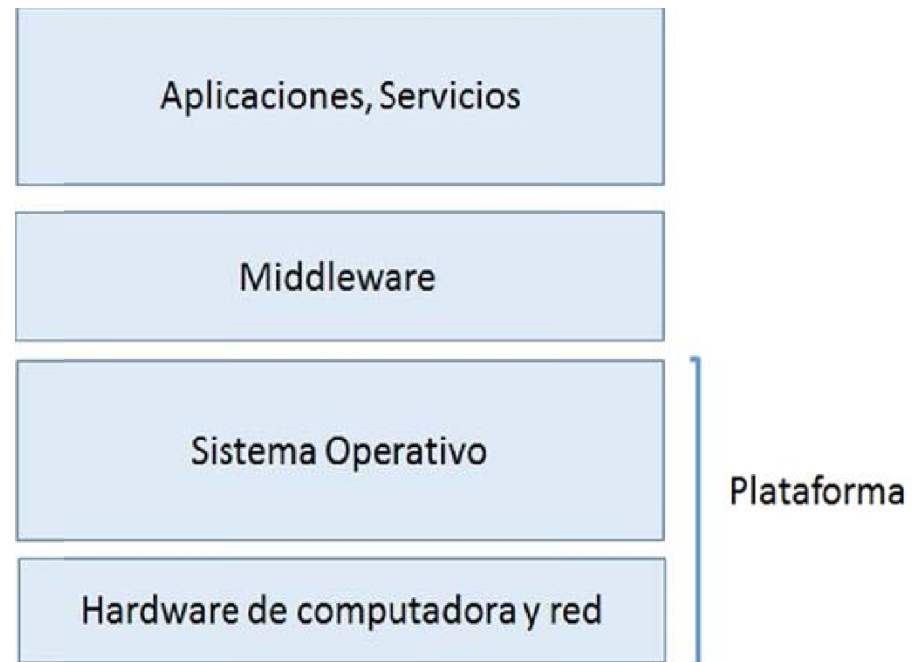 Aplicaciones, Servicios
Middleware
Sistema Operativo
Plataforma
Hardware de computadora y red